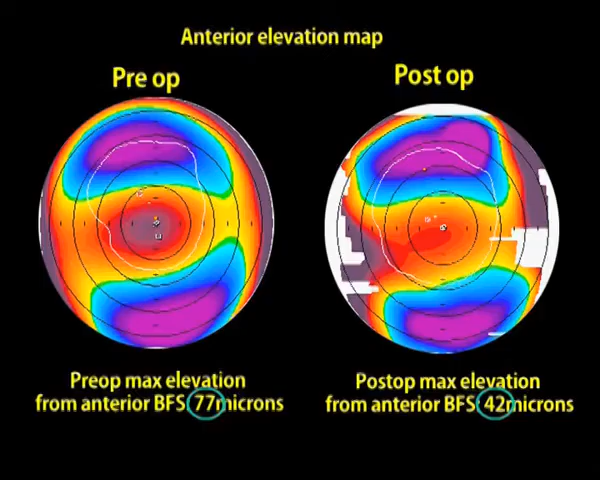 Anterior elevation map
Pre op
Post op
Preop max elevation
from anterior BFS: 77microns
Postop max elevation
from anterior BFS: 42microns